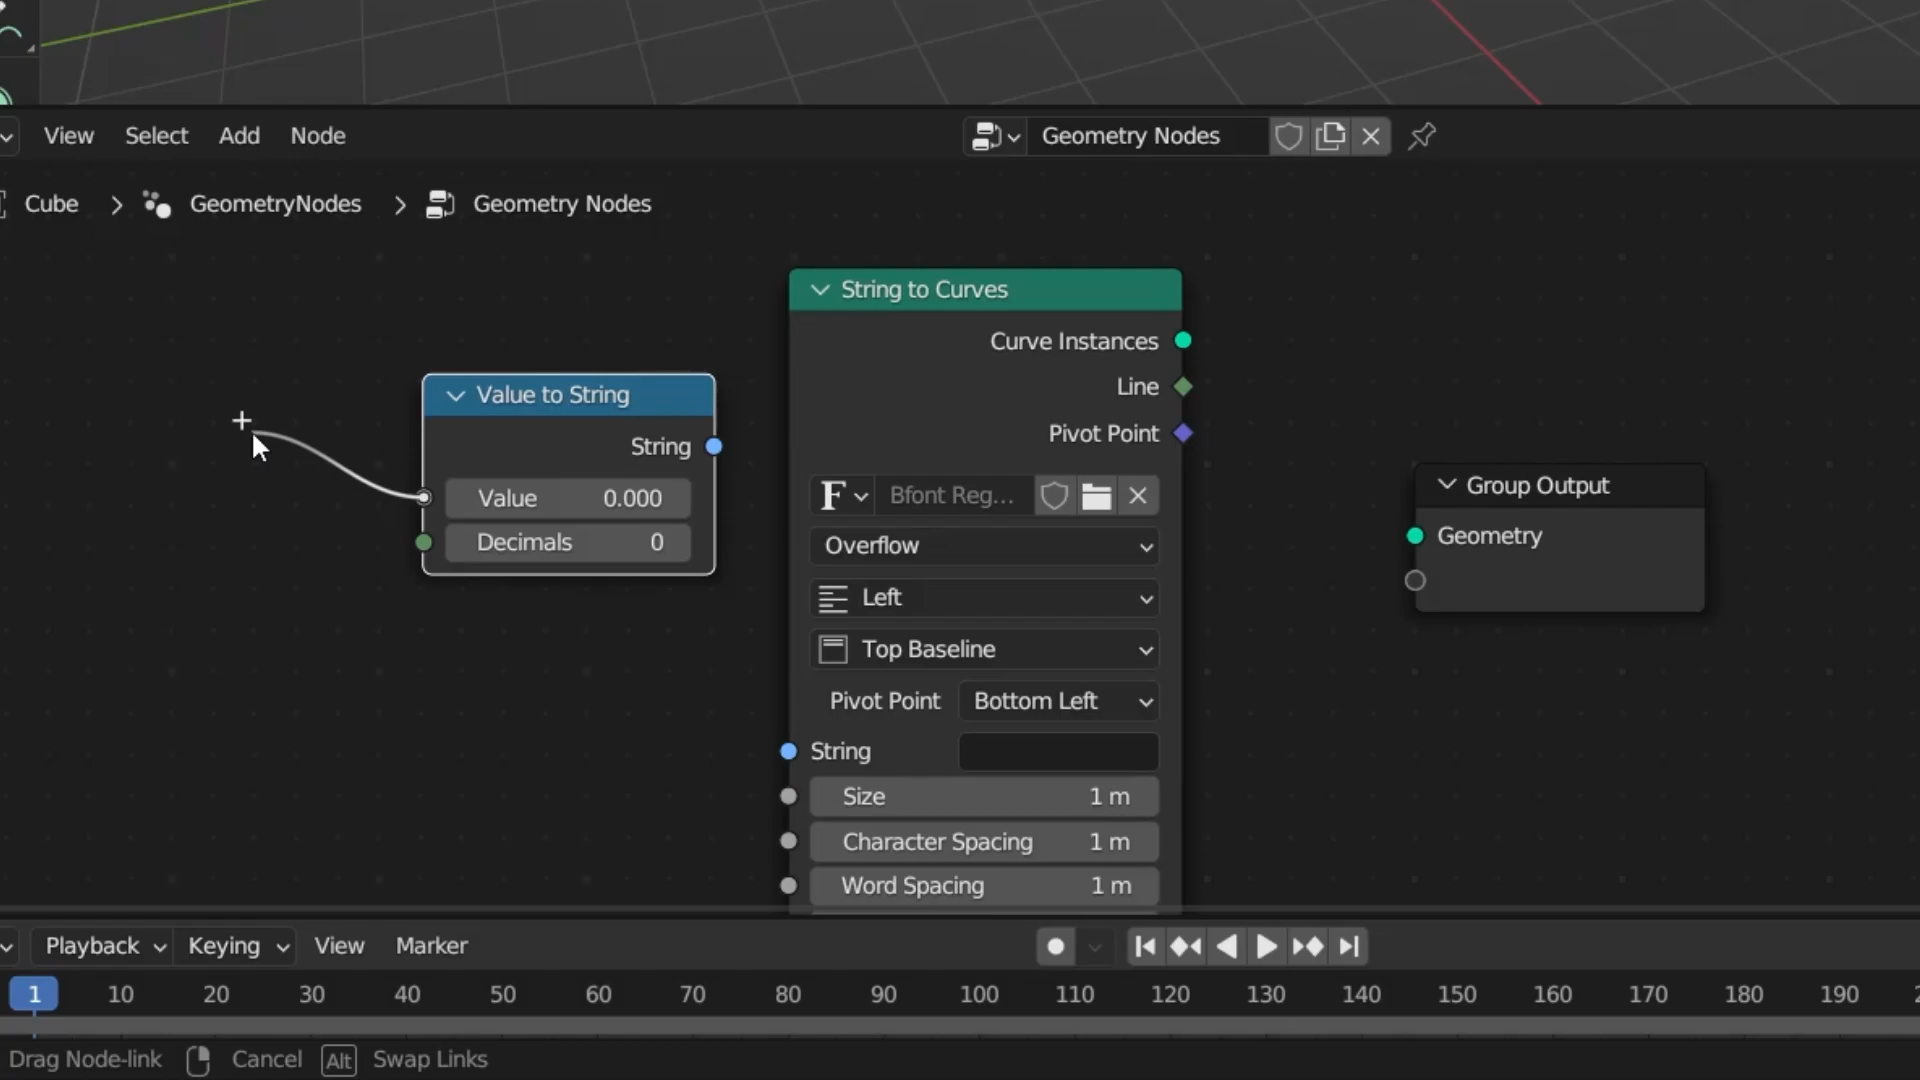 View Select Add Node
Geometry Nodes
Cube > GeometryNodes > Geometry Nodes
String to Curves
Curve Instances
Line
Pivot Point
F Bfont Reg...
Overflow
Left
Top Baseline
Pivot Point Bottom Left
String
Size 1 m
Character Spacing 1 m
Word Spacing 1 m
Value to String
String
Value 0.000
Decimals 0
Group Output
Geometry
Playback Keying View Marker
1 10 20 30 40 50 60 70 80 90 100 110 120 130 140 150 160 170 180 190
Drag Node-link Cancel Alt Swap Links